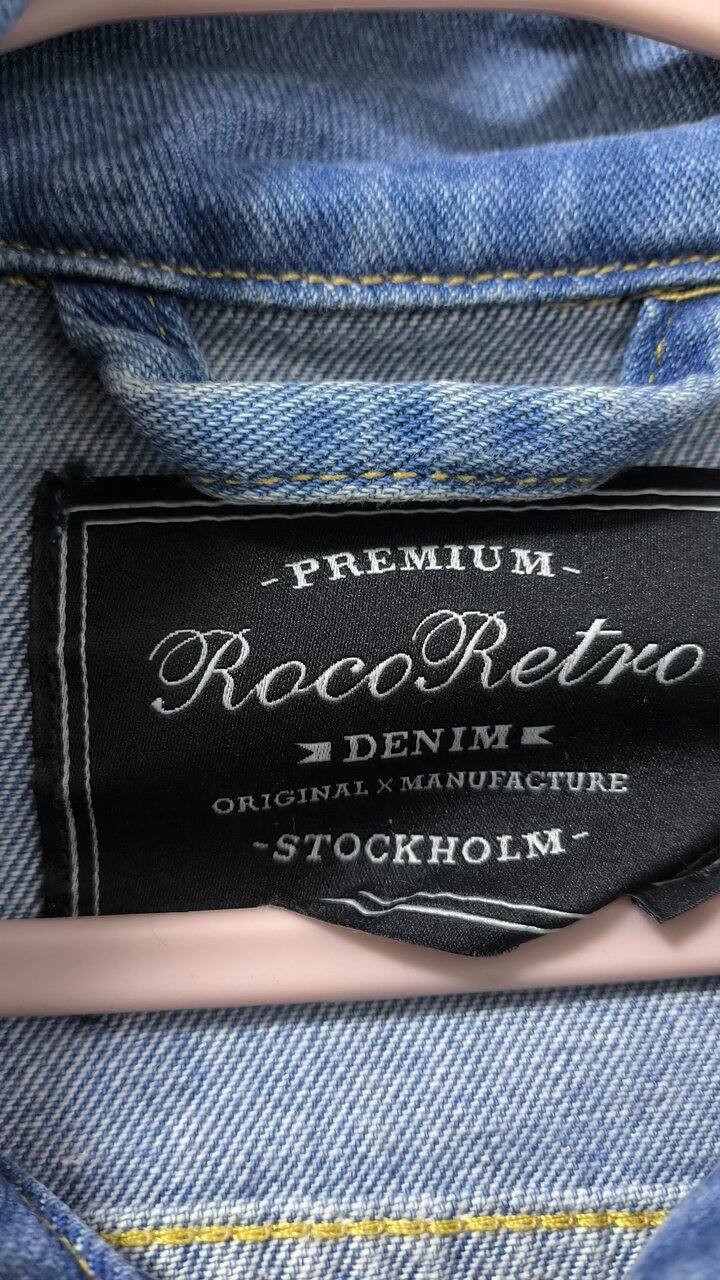 -PREMIUM-
RocoRetro
DENIM
ORIGINAL X MANUFACTURE
-STOCKHOLM-